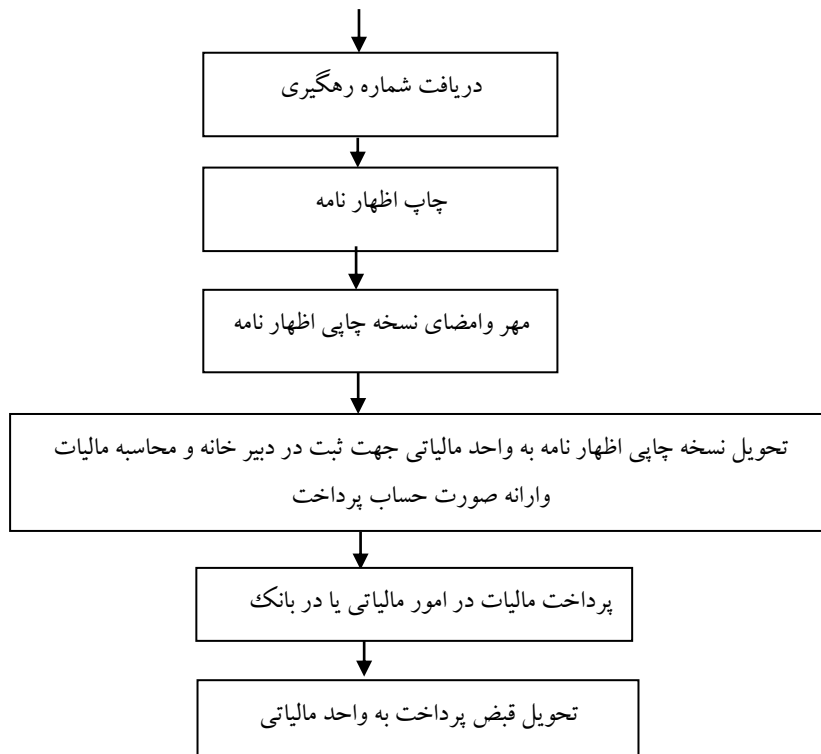 دریافت شماره رهگیری
چاپ اظهار نامه
مهر وامضای نسخه چاپی اظهار نامه
تحویل نسخه چاپی اظهار نامه به واحد مالیاتی جهت ثبت در دبیر خانه و محاسبه مالیات
وارائه صورت حساب پرداخت
پرداخت مالیات در امور مالیاتی یا در بانک
تحویل قبض پرداخت به واحد مالیاتی